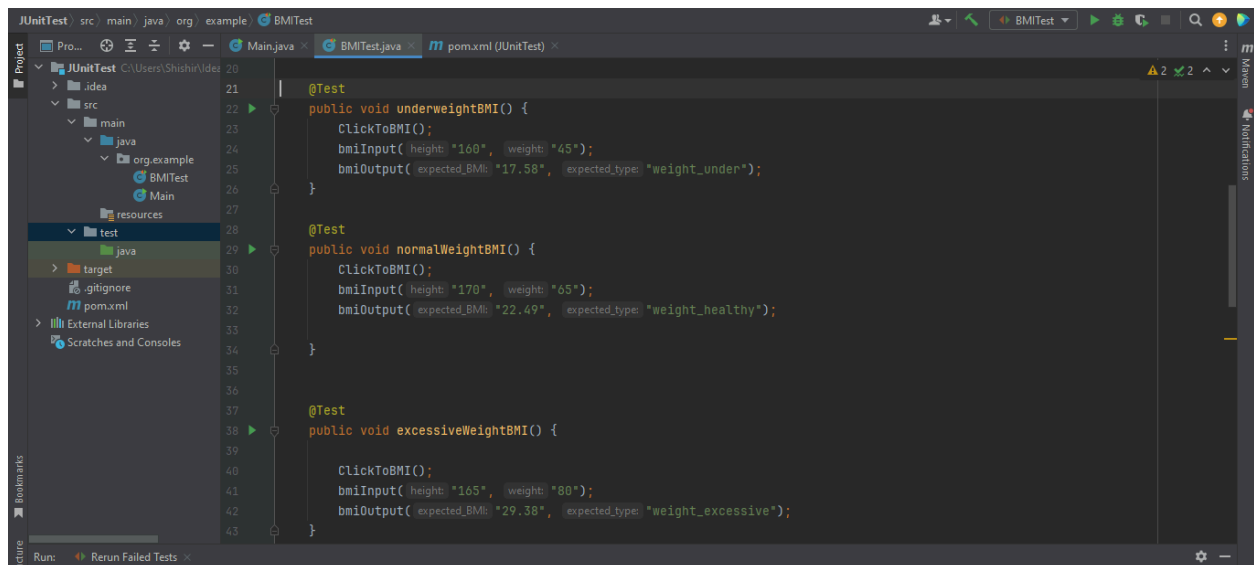 JUnitTest › src › main › java › org › example › BMITest
BMITest
Pro...
Main.java
BMITest.java
pom.xml (JUnitTest)
Project
JUnitTest C:\Users\Shishir\Idea
.idea
src
main
java
org.example
BMITest
Main
resources
test
java
target
.gitignore
pom.xml
External Libraries
Scratches and Consoles
2 2
20
21 @Test
22 public void underweightBMI() {
23 ClickToBMI();
24 bmiInput( height: "160", weight: "45");
25 bmiOutput( expected_BMI: "17.58", expected_type: "weight_under");
26 }
27
28 @Test
29 public void normalWeightBMI() {
30 ClickToBMI();
31 bmiInput( height: "170", weight: "65");
32 bmiOutput( expected_BMI: "22.49", expected_type: "weight_healthy");
33
34 }
35
36
37 @Test
38 public void excessiveWeightBMI() {
39
40 ClickToBMI();
41 bmiInput( height: "165", weight: "80");
42 bmiOutput( expected_BMI: "29.38", expected_type: "weight_excessive");
43 }
m
Maven
Notifications
Bookmarks
cture
Run: Rerun Failed Tests